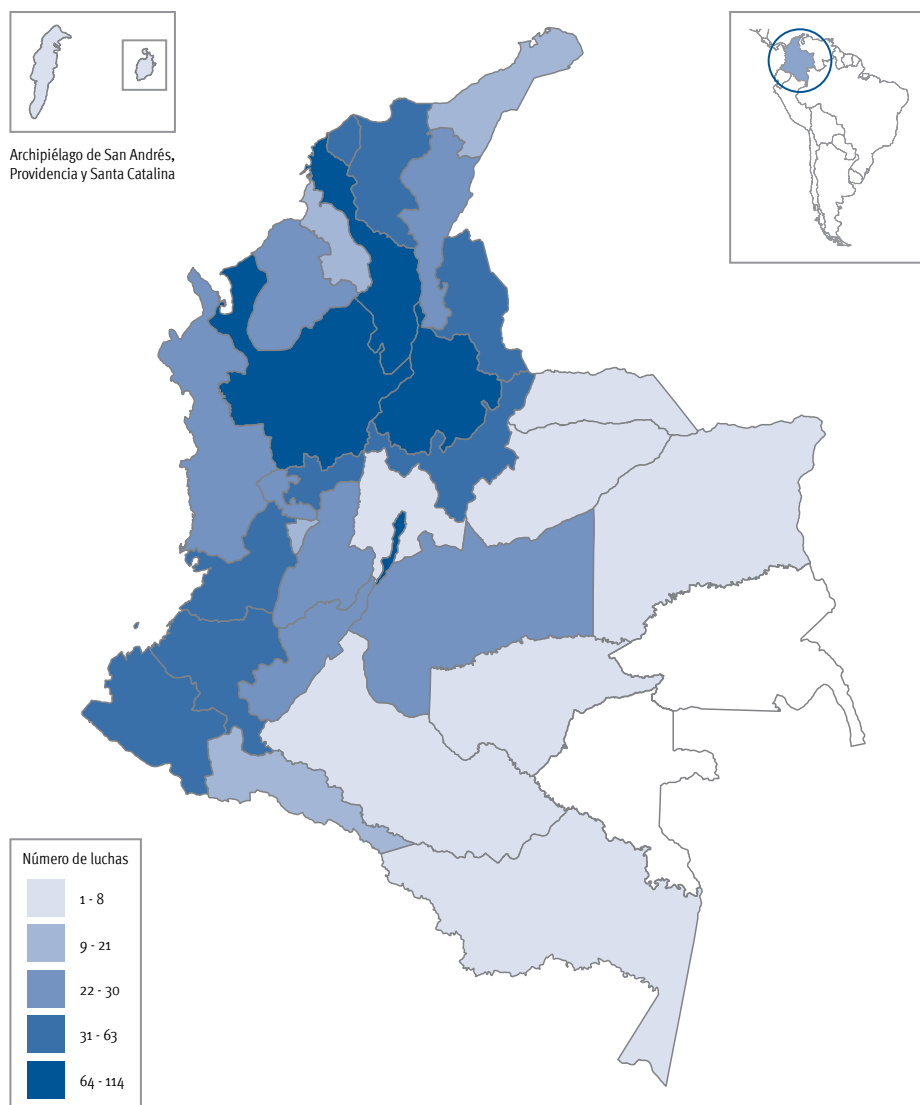 Archipiélago de San Andrés,
Providencia y Santa Catalina
Número de luchas
1 - 8
9 - 21
22 - 30
31 - 63
64 - 114